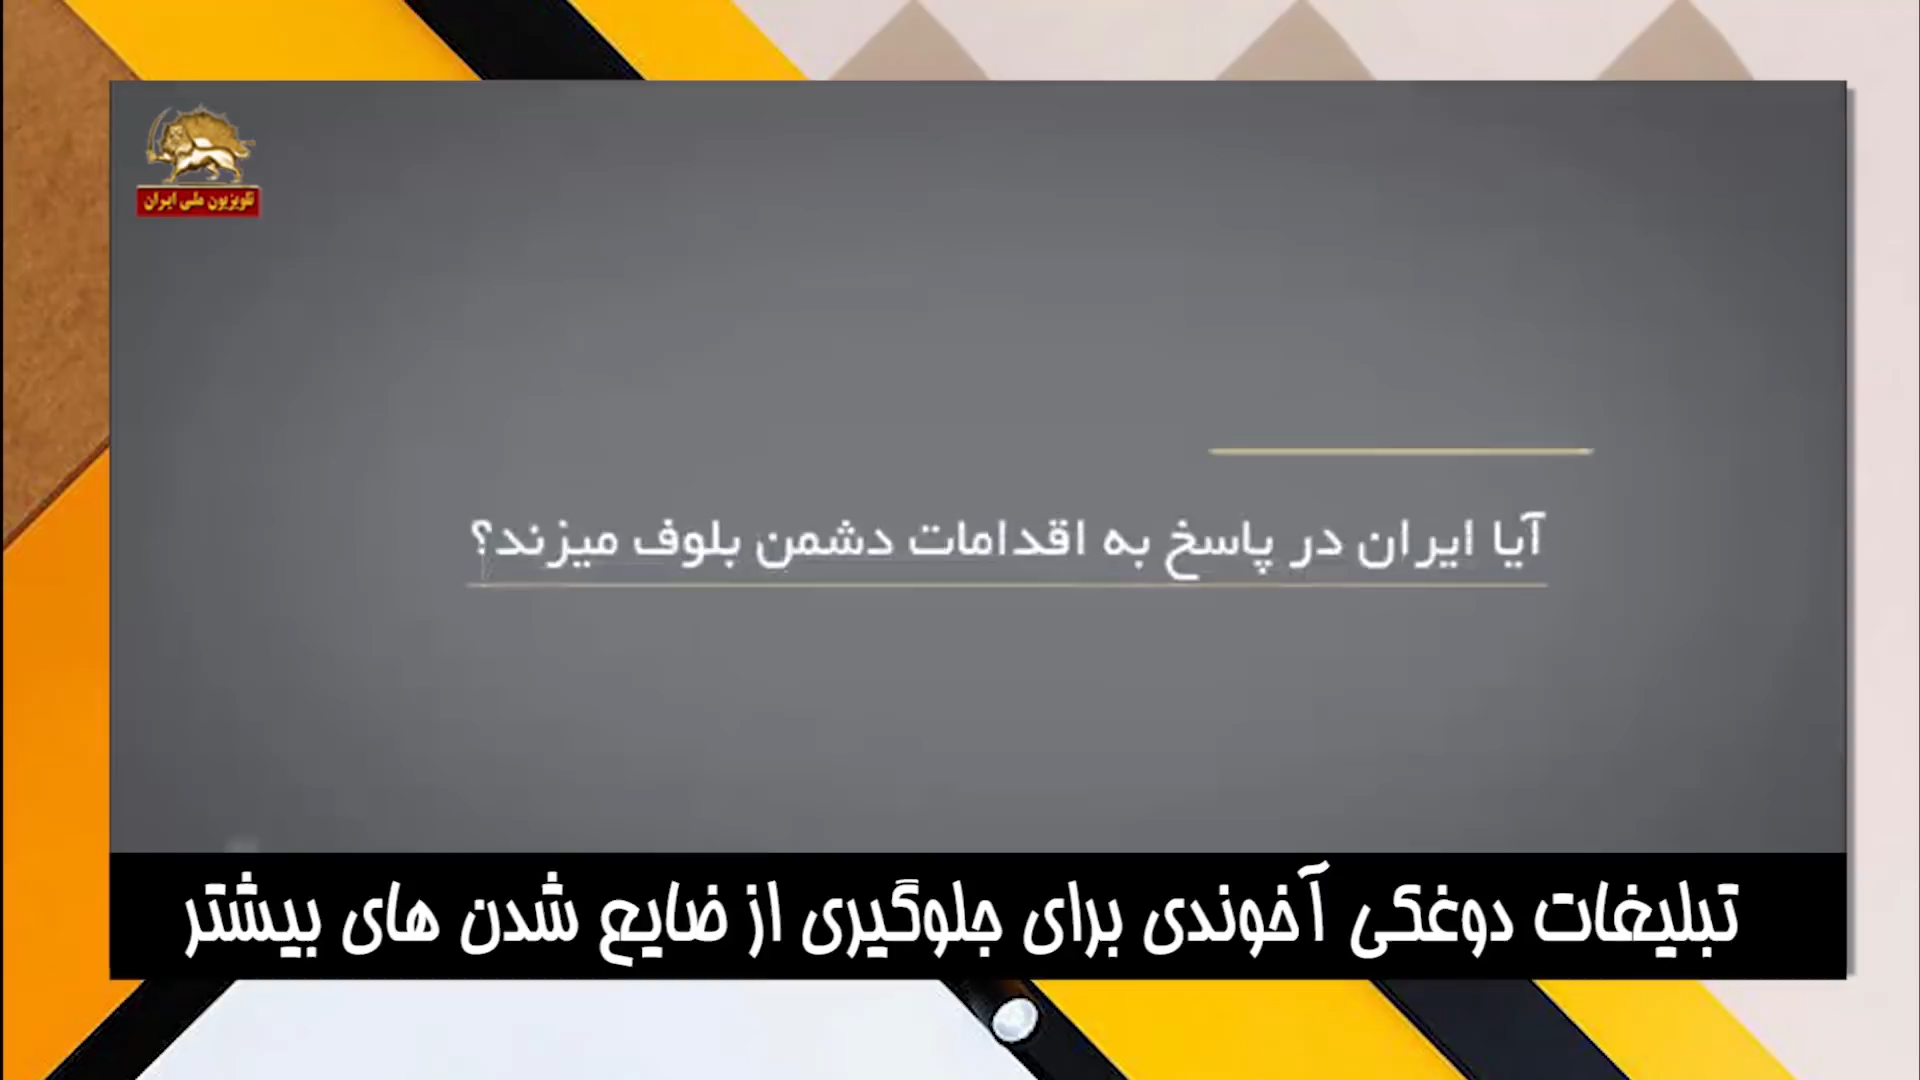 تلویزیون ملی ایران
آیا ایران در پاسخ به اقدامات دشمن بلوف میزند؟
تبلیغات دوغکی آخوندی برای جلوگیری از ضایع شدن های بیشتر